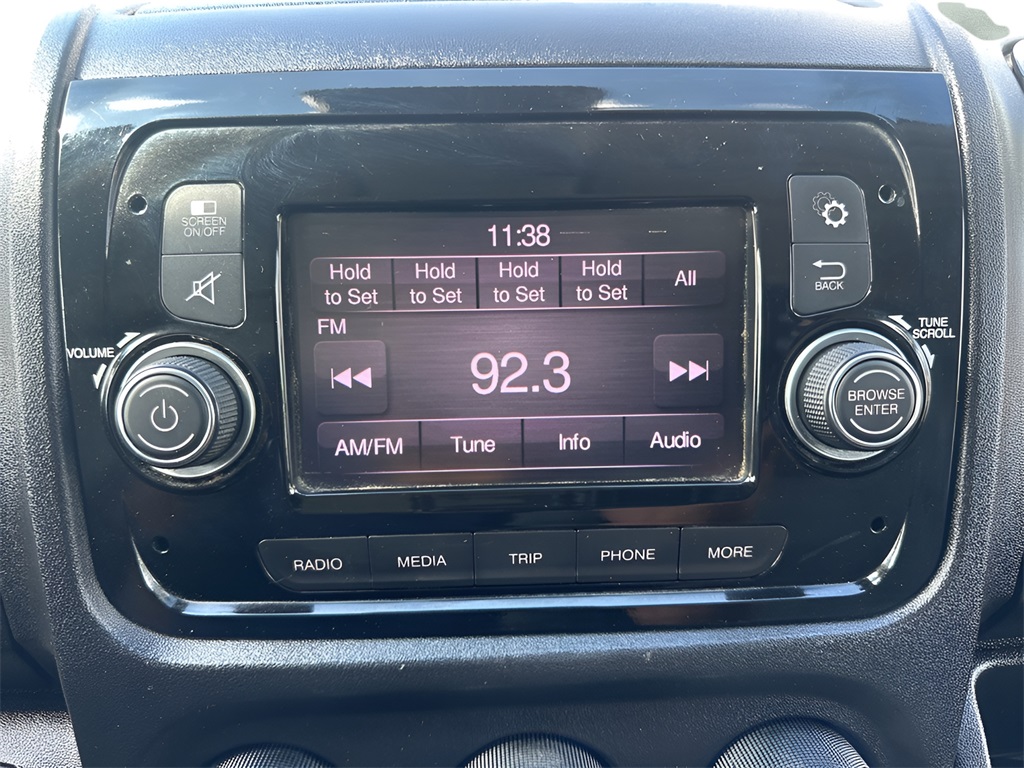 SCREEN
ON/OFF
11:38
Hold
to Set
Hold
to Set
Hold
to Set
Hold
to Set
All
BACK
FM
VOLUME
TUNE
SCROLL
92.3
BROWSE
ENTER
AM/FM
Tune
Info
Audio
RADIO
MEDIA
TRIP
PHONE
MORE